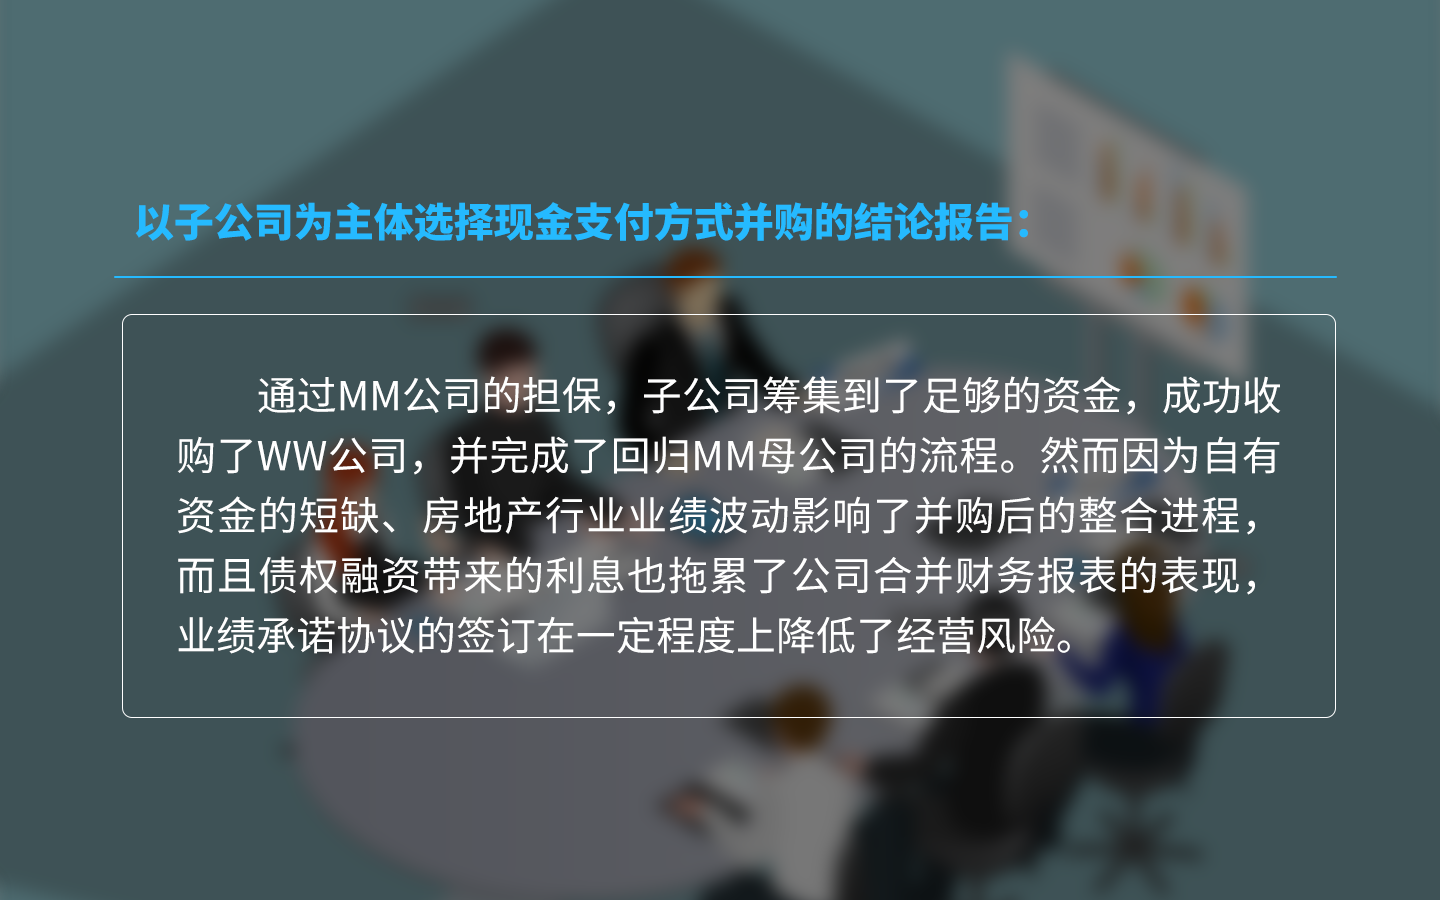 以子公司为主体选择现金支付方式并购的结论报告：
通过MM公司的担保，子公司筹集到了足够的资金，成功收
购了WW公司，并完成了回归MM母公司的流程。然而因为自有
资金的短缺、房地产行业业绩波动影响了并购后的整合进程，
而且债权融资带来的利息也拖累了公司合并财务报表的表现，
业绩承诺协议的签订在一定程度上降低了经营风险。